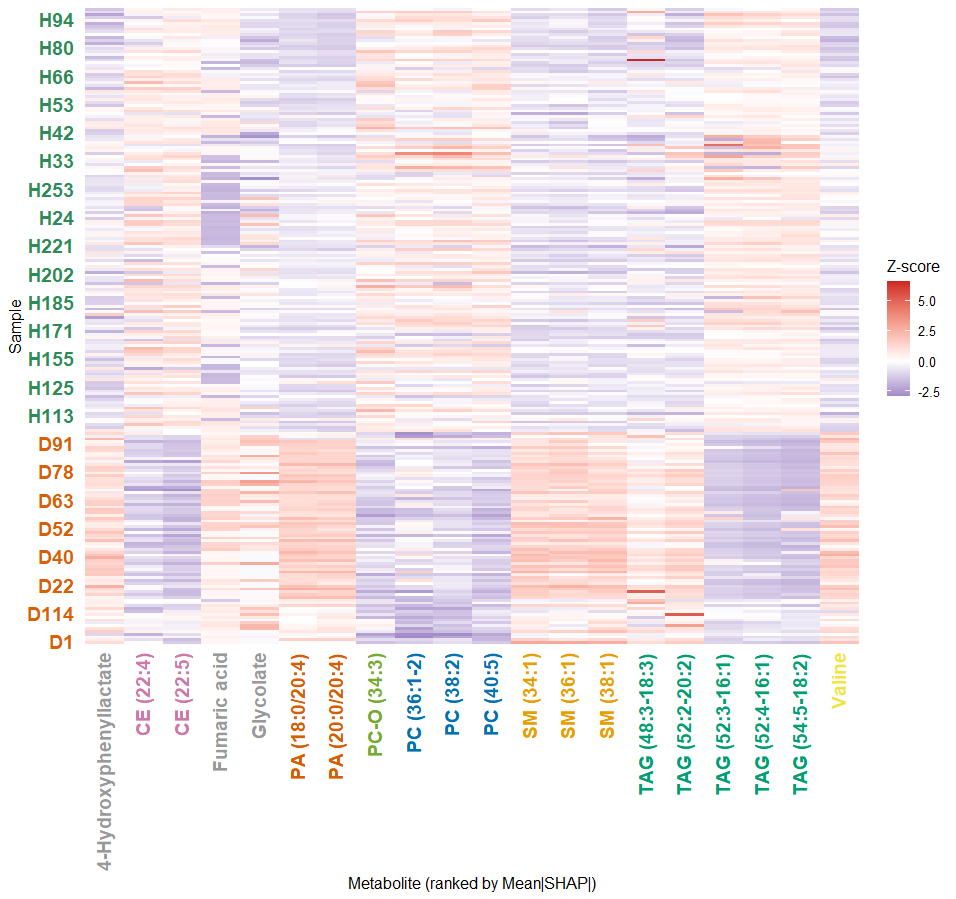 H94
H80
H66
H53
H42
H33
H253
H24
H221
H202
H185
H171
H155
H125
H113
D91
D78
D63
D52
D40
D22
D114
D1
Sample
4-Hydroxyphenyllactate
CE (22:4)
CE (22:5)
Fumaric acid
Glycolate
PA (18:0/20:4)
PA (20:0/20:4)
PC-O (34:3)
PC (36:1-2)
PC (38:2)
PC (40:5)
SM (34:1)
SM (36:1)
SM (38:1)
TAG (48:3-18:3)
TAG (52:2-20:2)
TAG (52:3-16:1)
TAG (52:4-16:1)
TAG (54:5-18:2)
Valine
Metabolite (ranked by Mean|SHAP|)
Z-score
5.0
2.5
0.0
-2.5